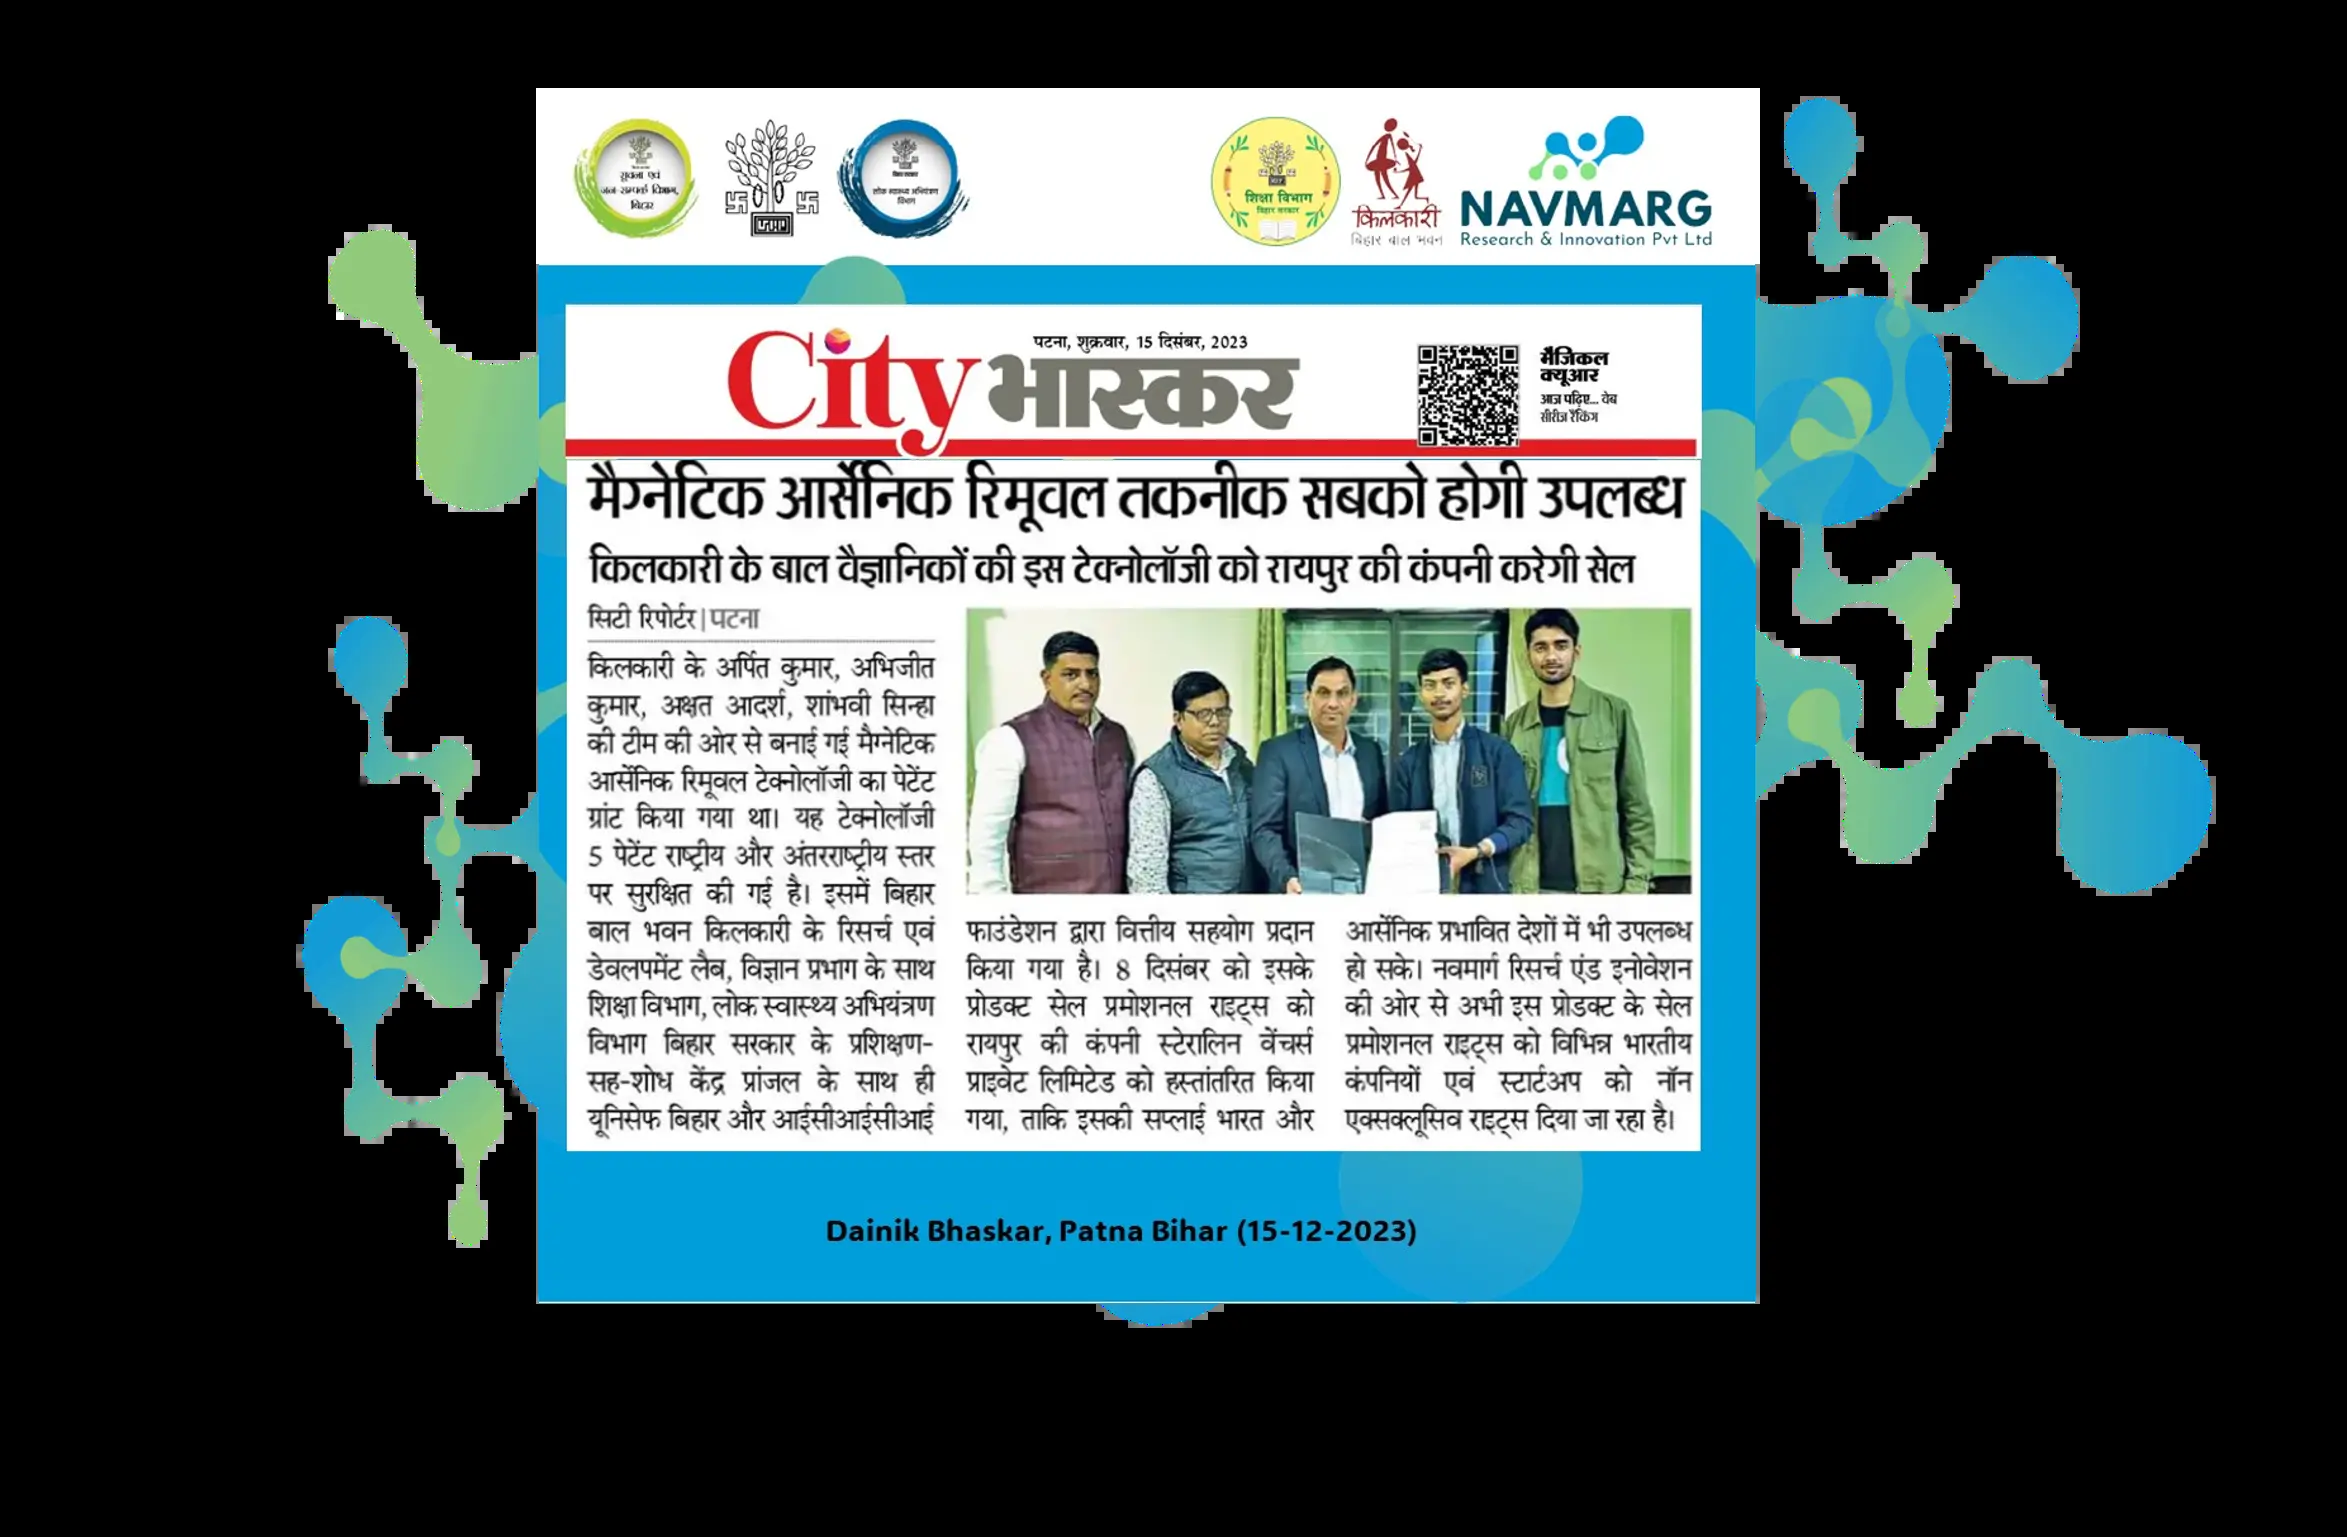 सूचना एवं
जन-सम्पर्क विभाग,
बिहार
बिहार सरकार
लोक स्वास्थ्य अभियंत्रण
विभाग
शिक्षा विभाग
बिहार सरकार
किलकारी
बिहार बाल भवन
NAVMARG
Research & Innovation Pvt Ltd
पटना, शुक्रवार, 15 दिसंबर, 2023
City भास्कर
मैजिकल
क्यूआर
आज पढ़िए... वेब
सीरीज रैंकिंग
मैग्नेटिक आर्सेनिक रिमूवल तकनीक सबको होगी उपलब्ध
किलकारी के बाल वैज्ञानिकों की इस टेक्नोलॉजी को रायपुर की कंपनी करेगी सेल
सिटी रिपोर्टर | पटना
किलकारी के अर्पित कुमार, अभिजीत
कुमार, अक्षत आदर्श, शांभवी सिन्हा
की टीम की ओर से बनाई गई मैग्नेटिक
आर्सेनिक रिमूवल टेक्नोलॉजी का पेटेंट
ग्रांट किया गया था। यह टेक्नोलॉजी
5 पेटेंट राष्ट्रीय और अंतरराष्ट्रीय स्तर
पर सुरक्षित की गई है। इसमें बिहार
बाल भवन किलकारी के रिसर्च एवं
डेवलपमेंट लैब, विज्ञान प्रभाग के साथ
शिक्षा विभाग, लोक स्वास्थ्य अभियंत्रण
विभाग बिहार सरकार के प्रशिक्षण-
सह-शोध केंद्र प्रांजल के साथ ही
यूनिसेफ बिहार और आईसीआईसीआई
फाउंडेशन द्वारा वित्तीय सहयोग प्रदान
किया गया है। 8 दिसंबर को इसके
प्रोडक्ट सेल प्रमोशनल राइट्स को
रायपुर की कंपनी स्टेरालिन वेंचर्स
प्राइवेट लिमिटेड को हस्तांतरित किया
गया, ताकि इसकी सप्लाई भारत और
आर्सेनिक प्रभावित देशों में भी उपलब्ध
हो सके। नवमार्ग रिसर्च एंड इनोवेशन
की ओर से अभी इस प्रोडक्ट के सेल
प्रमोशनल राइट्स को विभिन्न भारतीय
कंपनियों एवं स्टार्टअप को नॉन
एक्सक्लूसिव राइट्स दिया जा रहा है।
Dainik Bhaskar, Patna Bihar (15-12-2023)